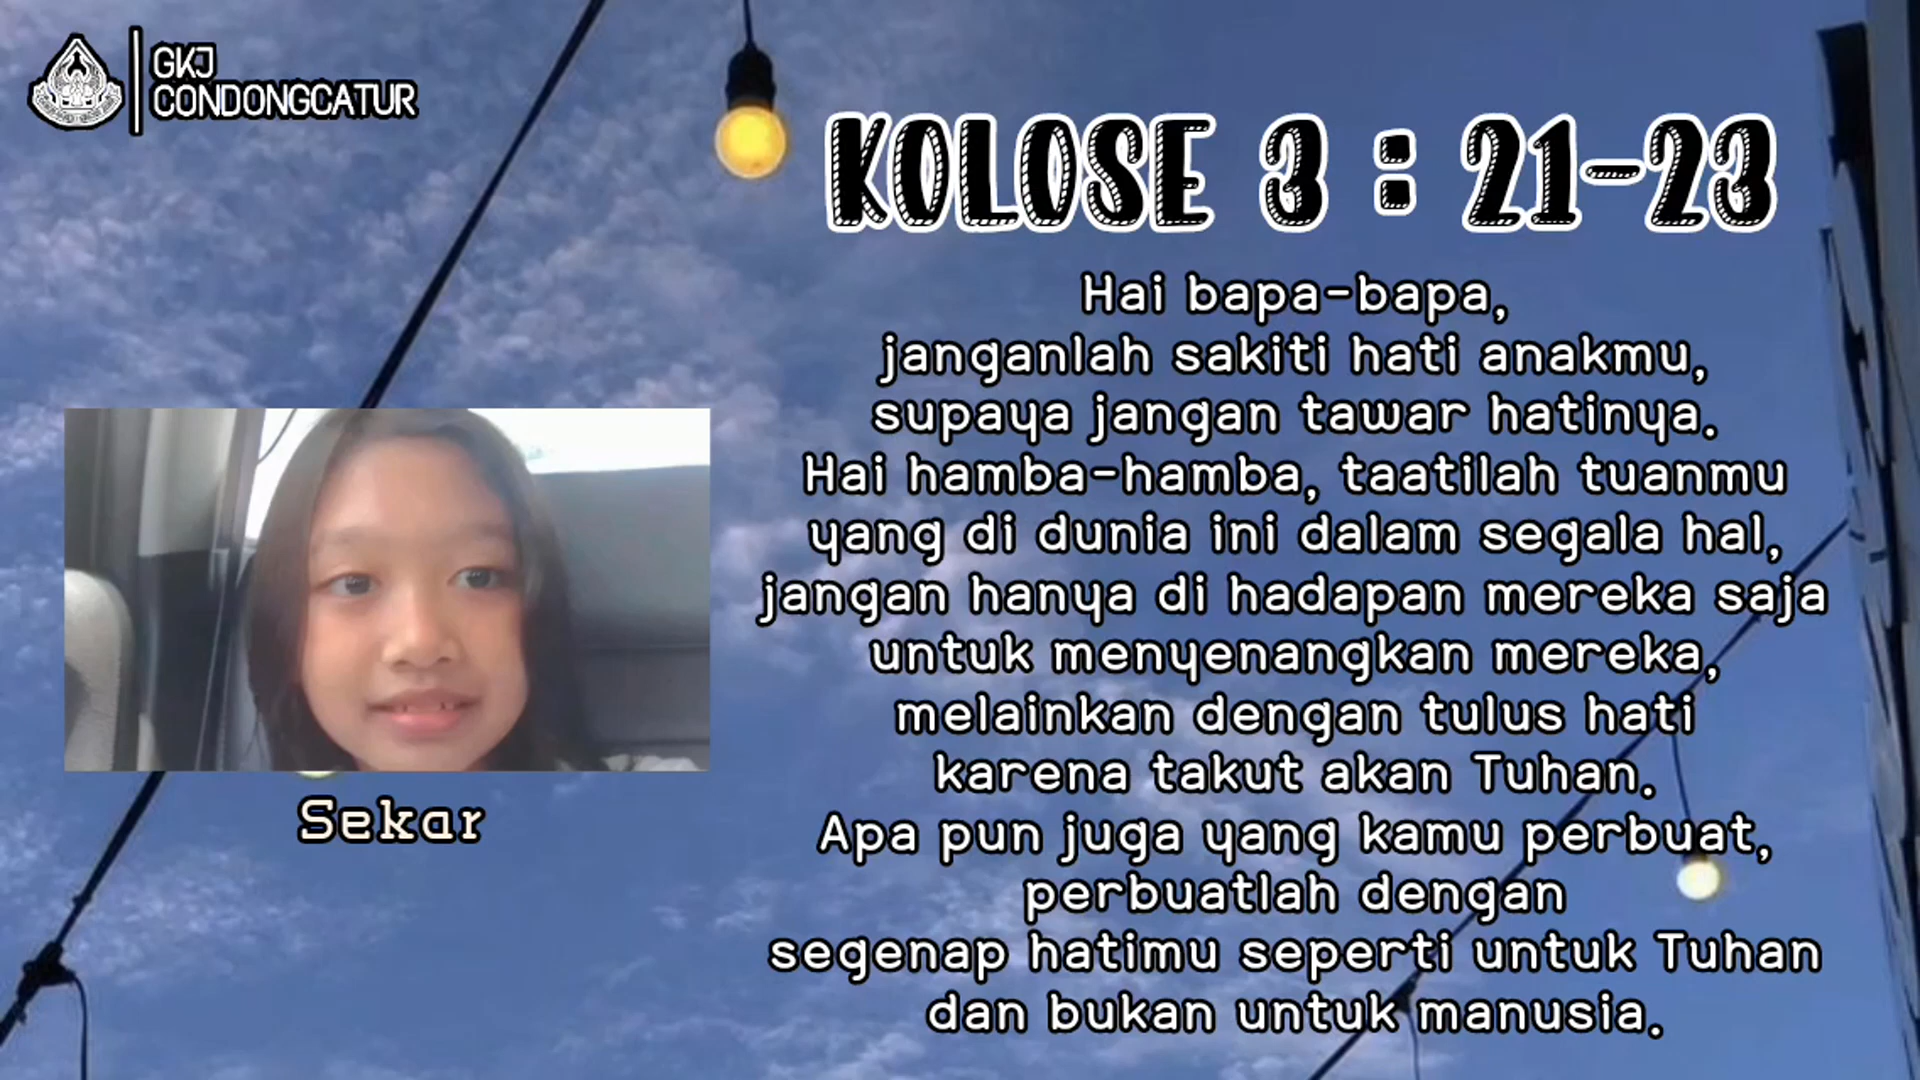 GKJ
CONDONGCATUR
KOLOSE 3 : 21-23
Hai bapa-bapa,
janganlah sakiti hati anakmu,
supaya jangan tawar hatinya.
Hai hamba-hamba, taatilah tuanmu
yang di dunia ini dalam segala hal,
jangan hanya di hadapan mereka saja
untuk menyenangkan mereka,
melainkan dengan tulus hati
karena takut akan Tuhan.
Apa pun juga yang kamu perbuat,
perbuatlah dengan
segenap hatimu seperti untuk Tuhan
dan bukan untuk manusia.
Sekar